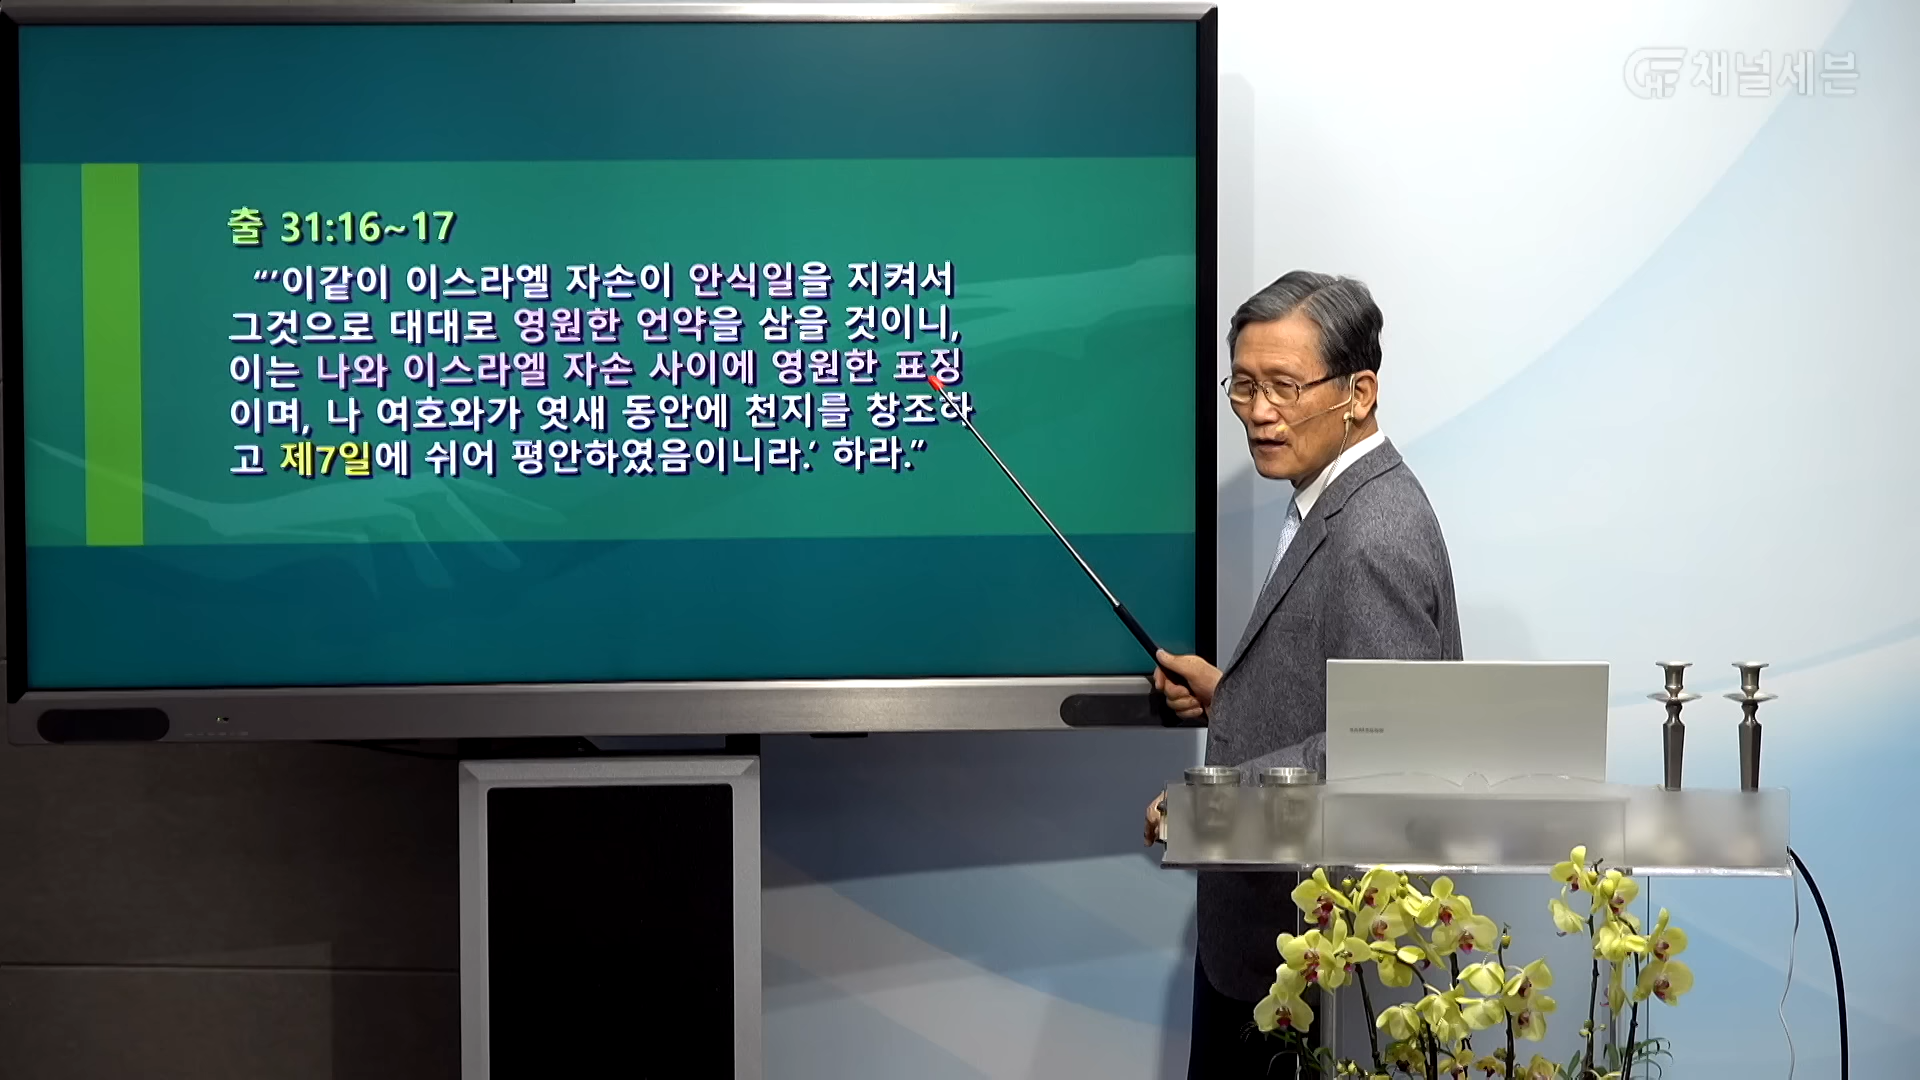 채널세븐
출 31:16~17
“‘이같이 이스라엘 자손이 안식일을 지켜서
그것으로 대대로 영원한 언약을 삼을 것이니,
이는 나와 이스라엘 자손 사이에 영원한 표징
이며, 나 여호와가 엿새 동안에 천지를 창조하
고 제7일에 쉬어 평안하였음이니라.’ 하라.”
SAMSUNG